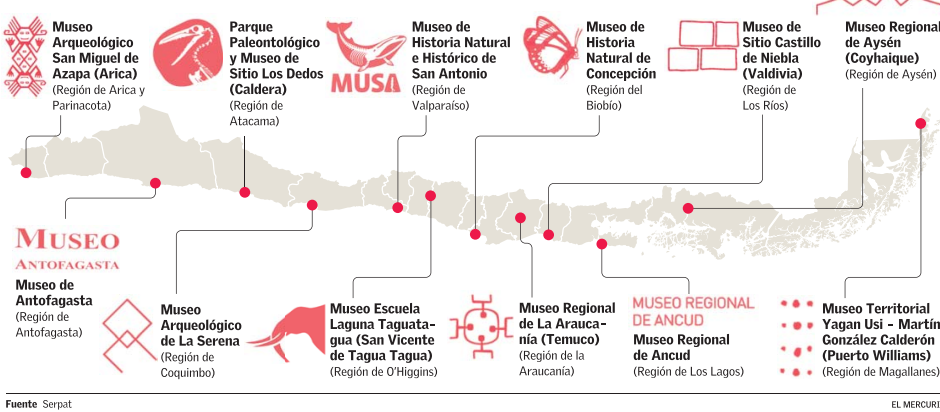 Museo
Arqueológico
San Miguel de
Azapa (Arica)
(Región de Arica y
Parinacota)
Parque
Paleontológico
y Museo de
Sitio Los Dedos
(Caldera)
(Región de
Atacama)
MUSA
Museo de
Historia Natural
e Histórico de
San Antonio
(Región de
Valparaíso)
Museo de
Historia
Natural de
Concepción
(Región del
Biobío)
Museo de
Sitio Castillo
de Niebla
(Valdivia)
(Región de
Los Ríos)
Museo Regional
de Aysén
(Coyhaique)
(Región de Aysén)
MUSEO
ANTOFAGASTA
Museo de
Antofagasta
(Región de
Antofagasta)
Museo
Arqueológico
de La Serena
(Región de
Coquimbo)
Museo Escuela
Laguna Taguata-
gua (San Vicente
de Tagua Tagua)
(Región de O'Higgins)
Museo Regional
de La Arauca-
nía (Temuco)
(Región de la
Araucanía)
MUSEO REGIONAL
DE ANCUD
Museo Regional
de Ancud
(Región de Los Lagos)
Museo Territorial
Yagan Usi - Martín
González Calderón
(Puerto Williams)
(Región de Magallanes)
Fuente Serpat
EL MERCURI